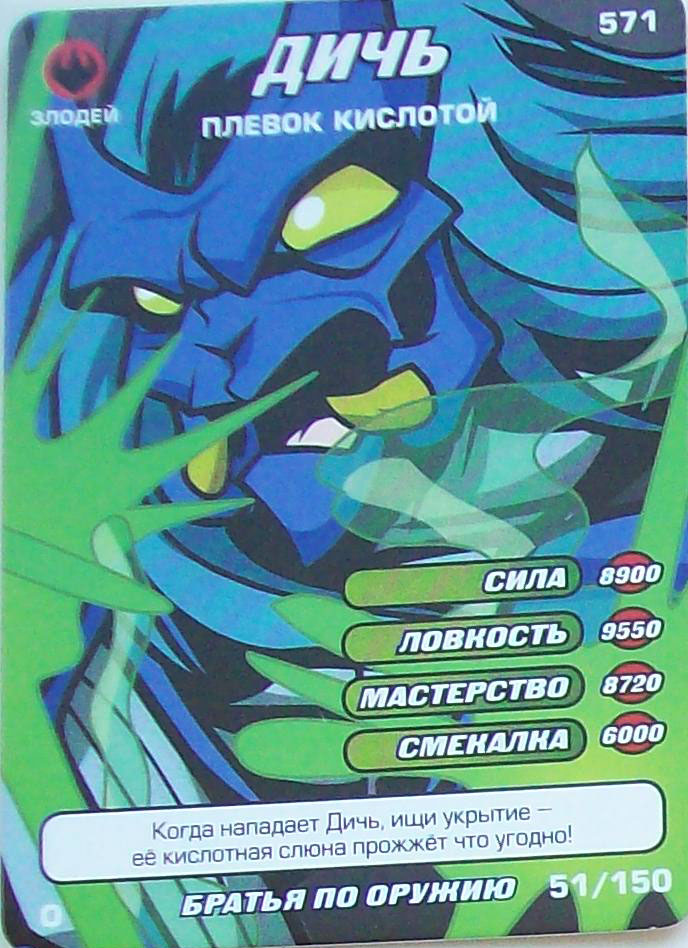 571
ДИЧЬ
ЗЛОДЕЙ
ПЛЕВОК КИСЛОТОЙ
СИЛА 8900
ЛОВКОСТЬ 9550
МАСТЕРСТВО 8720
СМЕКАЛКА 6000
Когда нападает Дичь, ищи укрытие –
её кислотная слюна прожжёт что угодно!
О БРАТЬЯ ПО ОРУЖИЮ 51/150